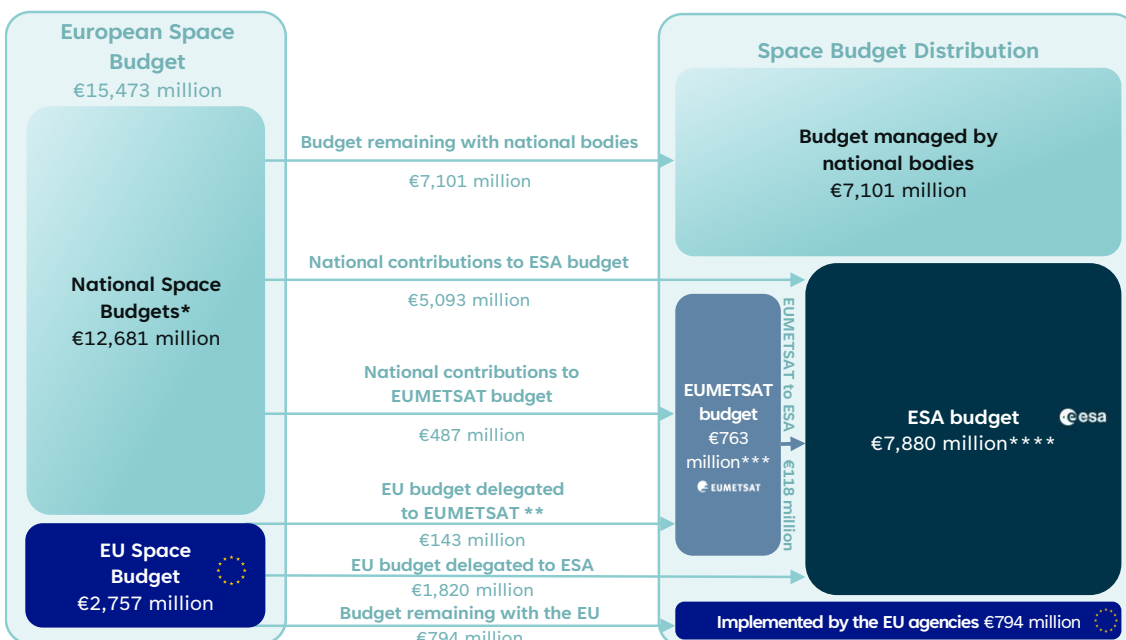 European Space
Budget
€15,473 million
National Space
Budgets*
€12,681 million
EU Space
Budget
€2,757 million
Budget remaining with national bodies
€7,101 million
National contributions to ESA budget
€5,093 million
National contributions to
EUMETSAT budget
€487 million
EU budget delegated
to EUMETSAT **
€143 million
EU budget delegated to ESA
€1,820 million
Budget remaining with the EU
€794 million
Space Budget Distribution
Budget managed by
national bodies
€7,101 million
EUMETSAT
budget
€763
million***
EUMETSAT
EUMETSAT to ESA €118 million
ESA budget
€7,880 million****
esa
Implemented by the EU agencies €794 million